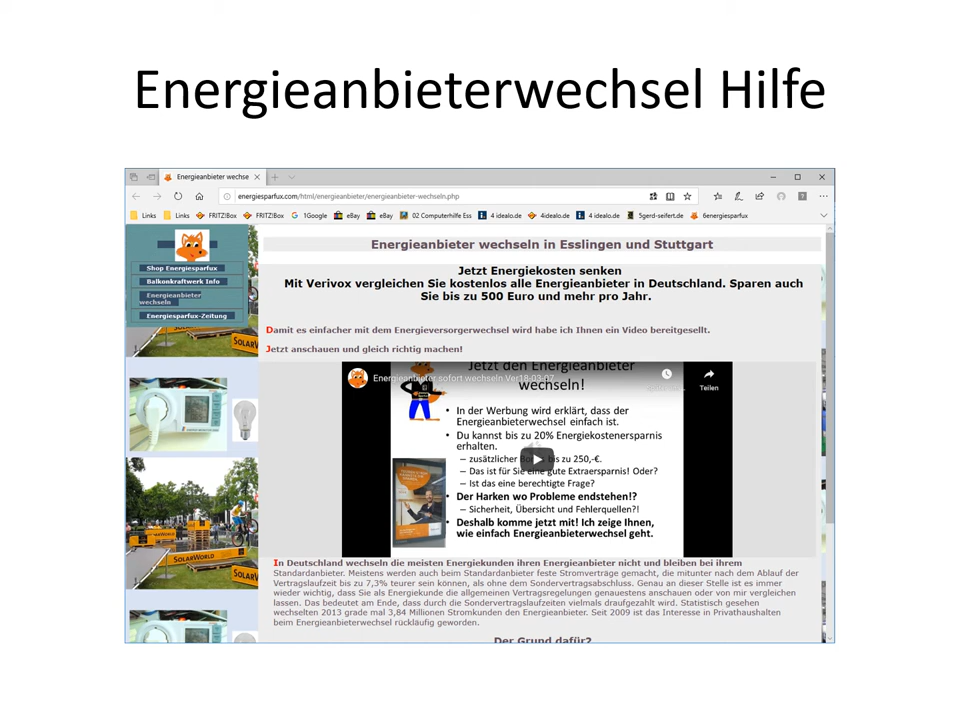 Energieanbieterwechsel Hilfe
Energieanbieter wechse
energiesparfux.com/html/energieanbieter/energieanbieter-wechseln.php
Links Links FRITZ!Box FRITZ!Box 1Google eBay eBay 02 Computerhilfe Ess 4 idealo.de 4idealo.de 4 idealo.de 5gerd-seifert.de 6energiesparfux
Shop Energiesparfux
Balkonkraftwerk Info
Energieanbieter
wechseln
Energiesparfux-Zeitung
SOLARW
SOLARWORLD
SOLARW
Energieanbieter wechseln in Esslingen und Stuttgart
Jetzt Energiekosten senken
Mit Verivox vergleichen Sie kostenlos alle Energieanbieter in Deutschland. Sparen auch
Sie bis zu 500 Euro und mehr pro Jahr.
Damit es einfacher mit dem Energieversorgerwechsel wird habe ich Ihnen ein Video bereitgesellt.
Jetzt anschauen und gleich richtig machen!
Jetzt den Energieanbieter
wechseln!
Energieanbieter sofort wechseln Ver18-03-07
Teilen
• In der Werbung wird erklärt, dass der
Energieanbieterwechsel einfach ist.
• Du kannst bis zu 20% Energiekostenersparnis
erhalten.
– zusätzlicher bis zu 250,-€.
– Das ist für Sie eine gute Extraersparnis! Oder?
– Ist das eine berechtigte Frage?
• Der Harken wo Probleme endstehen!?
– Sicherheit, Übersicht und Fehlerquellen?!
• Deshalb komme jetzt mit! Ich zeige Ihnen,
wie einfach Energieanbieterwechsel geht.
In Deutschland wechseln die meisten Energiekunden ihren Energieanbieter nicht und bleiben bei ihrem
Standardanbieter. Meistens werden auch beim Standardanbieter feste Stromverträge gemacht, die mitunter nach dem Ablauf der
Vertragslaufzeit bis zu 7,3% teurer sein können, als ohne dem Sondervertragsabschluss. Genau an dieser Stelle ist es immer
wieder wichtig, dass Sie als Energiekunde die allgemeinen Vertragsregelungen genauestens anschauen oder von mir vergleichen
lassen. Das bedeutet am Ende, dass durch die Sondervertragslaufzeiten vielmals draufgezahlt wird. Statistisch gesehen
wechselten 2013 grade mal 3,84 Millionen Stromkunden den Energieanbieter. Seit 2009 ist das Interesse in Privathaushalten
beim Energieanbieterwechsel rückläufig geworden.
Der Grund dafür?